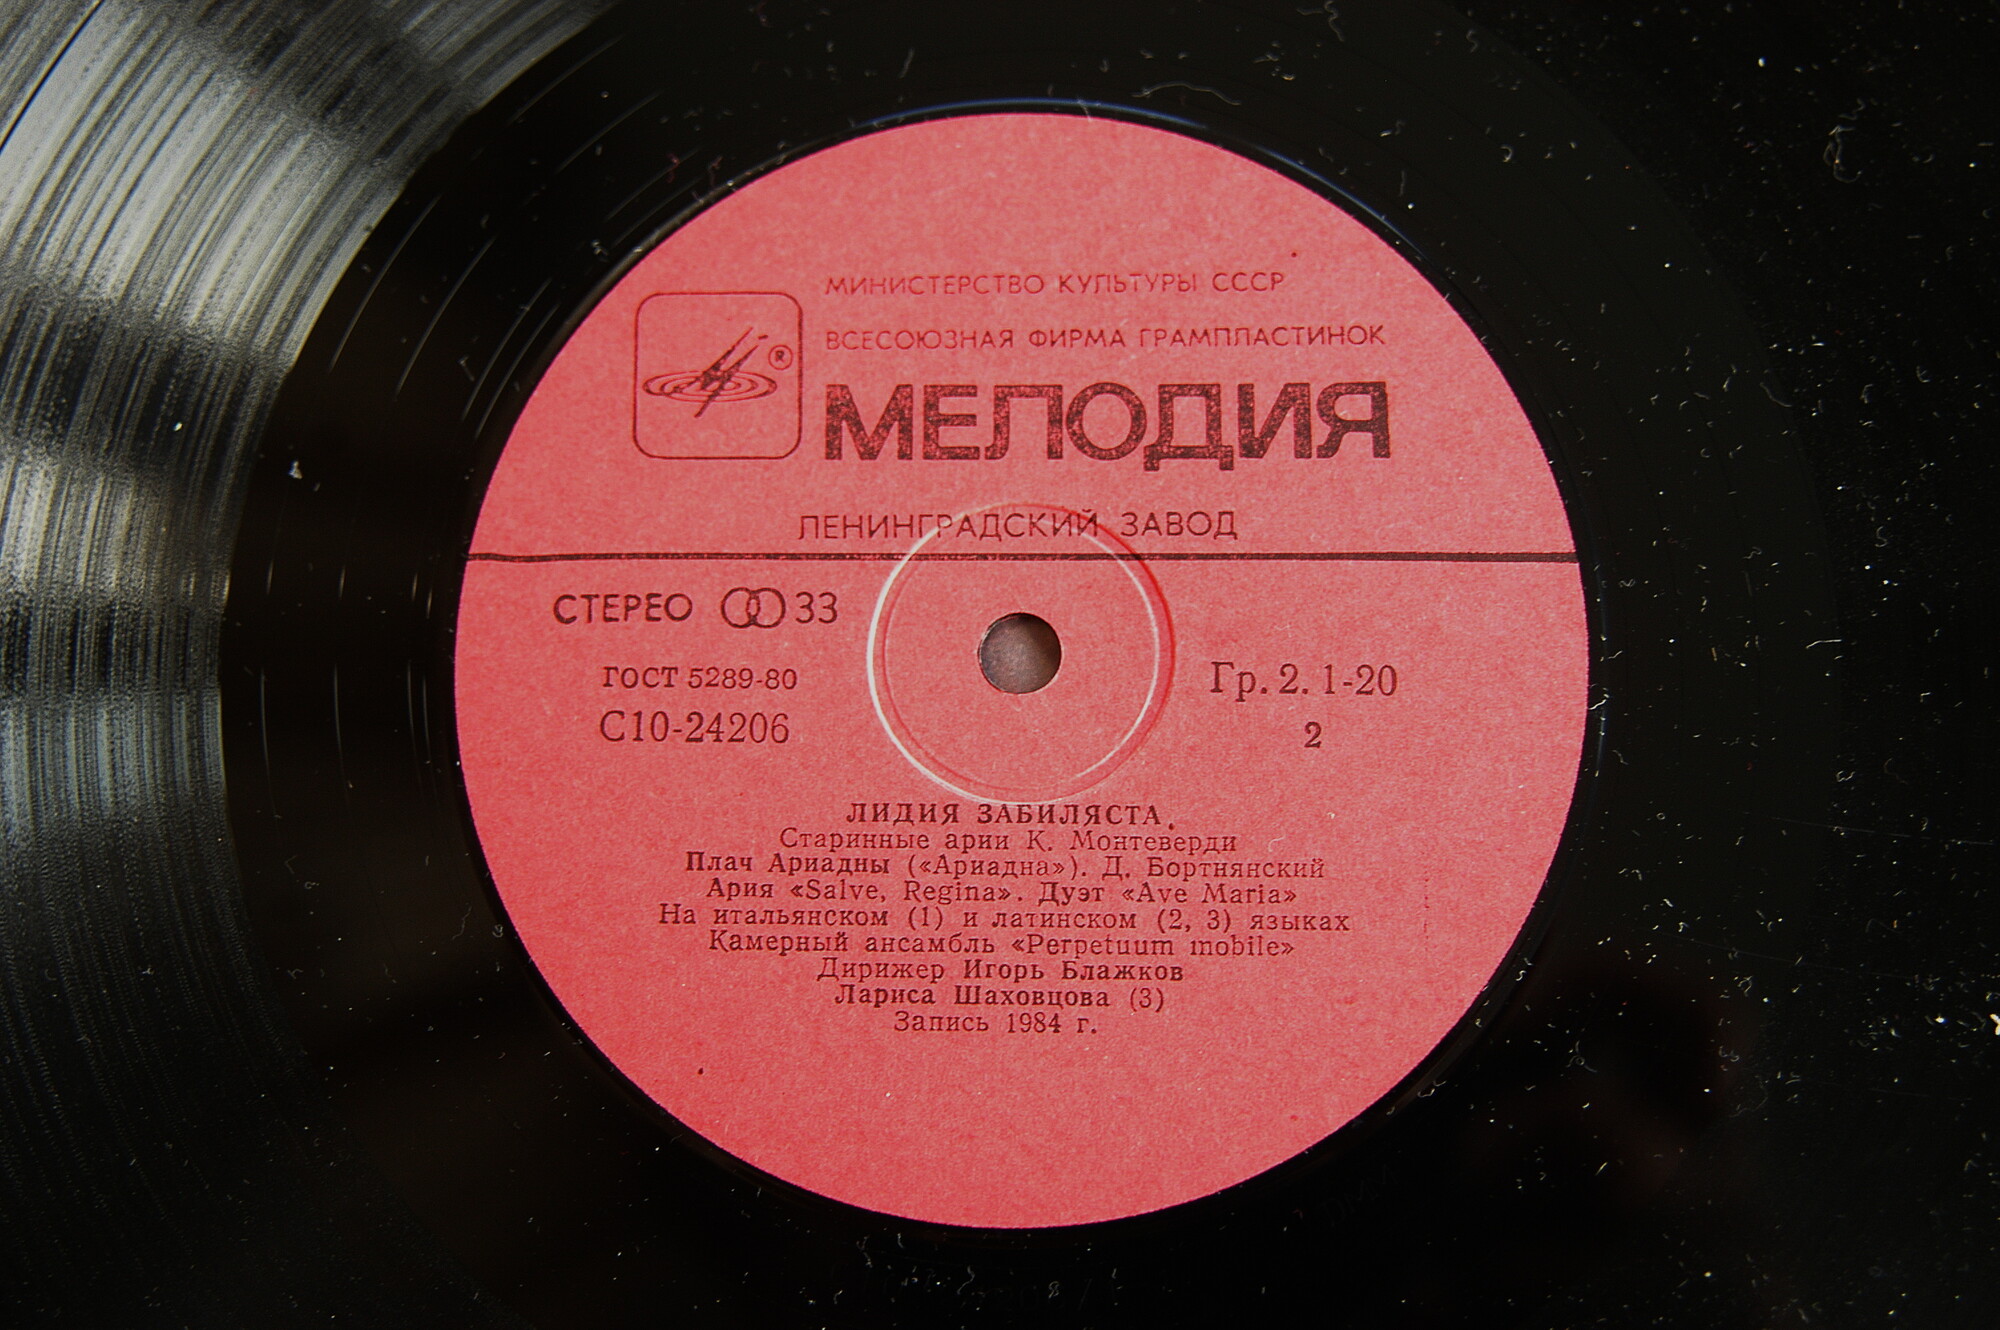 МИНИСТЕРСТВО КУЛЬТУРЫ СССР
ВСЕСОЮЗНАЯ ФИРМА ГРАМПЛАСТИНОК
®
МЕЛОДИЯ
ЛЕНИНГРАДСКИЙ ЗАВОД
СТЕРЕО 33
ГОСТ 5289-80
Гр. 2. 1-20
С10-24206
2
ЛИДИЯ ЗАБИЛЯСТА.
Старинные арии К. Монтеверди
Плач Ариадны («Ариадна»). Д. Бортнянский
Ария «Salve, Regina». Дуэт «Ave Maria»
На итальянском (1) и латинском (2, 3) языках
Камерный ансамбль «Perpetuum mobile»
Дирижер Игорь Блажков
Лариса Шаховцова (3)
Запись 1984 г.